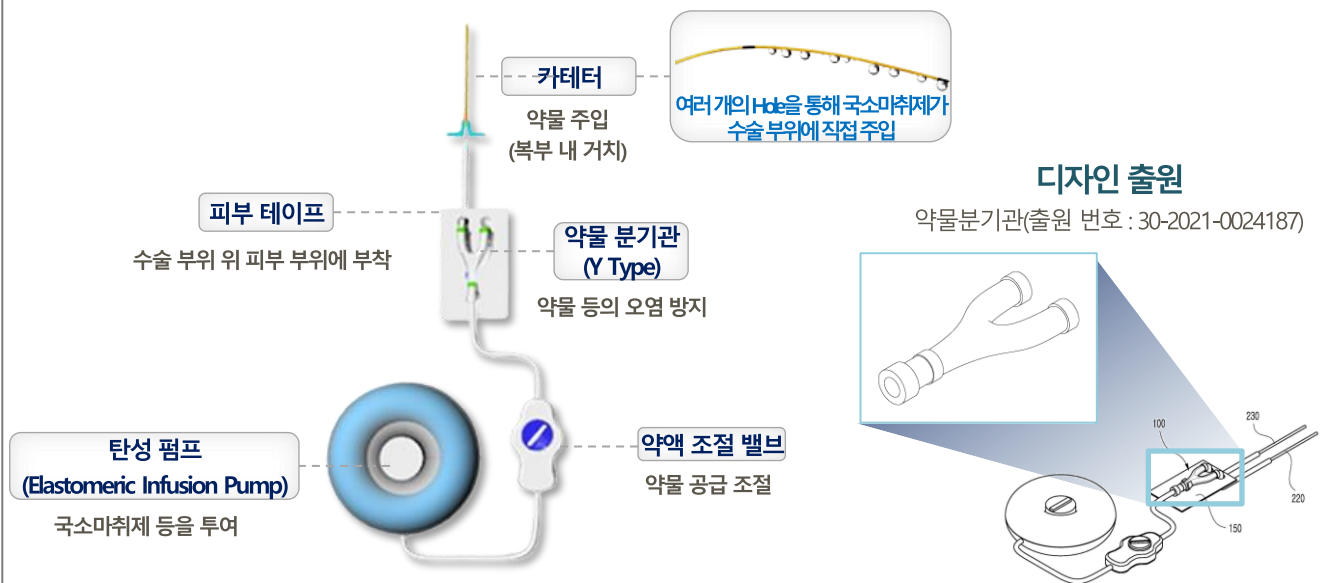 카테터
약물 주입
(복부 내 거치)
여러 개의 Hole을 통해 국소마취제가
수술 부위에 직접 주입
피부 테이프
수술 부위 위 피부 부위에 부착
약물 분기관
(Y Type)
약물 등의 오염 방지
탄성 펌프
(Elastomeric Infusion Pump)
국소마취제 등을 투여
약액 조절 밸브
약물 공급 조절
디자인 출원
약물분기관(출원 번호 : 30-2021-0024187)
100
230
220
150